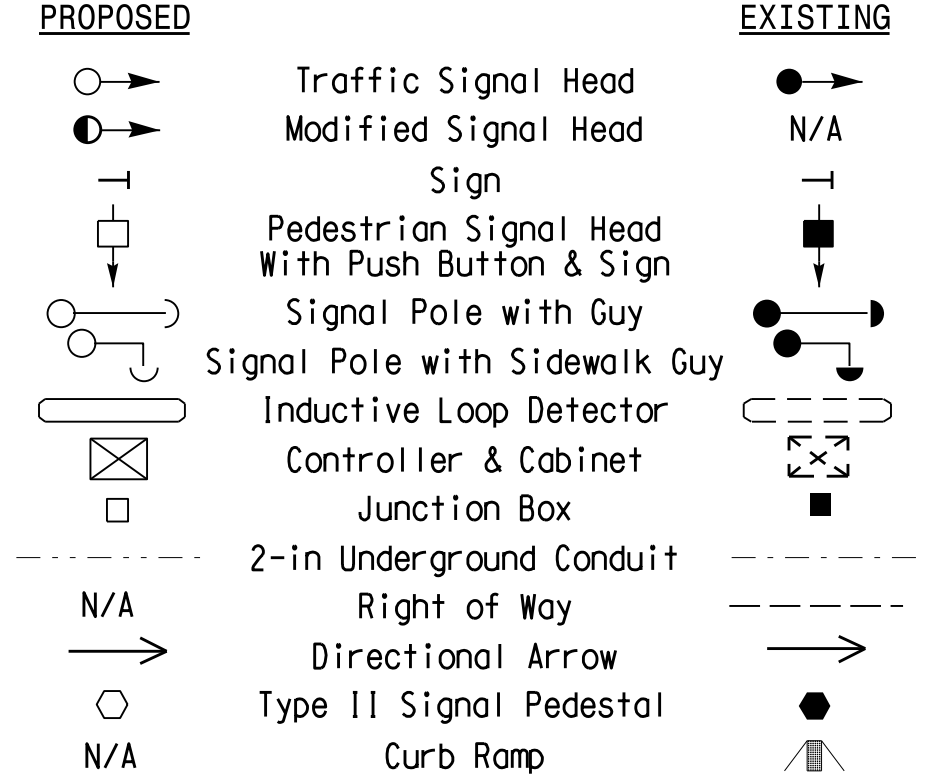 PROPOSED EXISTING
Traffic Signal Head
Modified Signal Head N/A
Sign
Pedestrian Signal Head
With Push Button & Sign
Signal Pole with Guy
Signal Pole with Sidewalk Guy
Inductive Loop Detector
Controller & Cabinet
Junction Box
2-in Underground Conduit
N/A Right of Way
Directional Arrow
Type II Signal Pedestal
N/A Curb Ramp